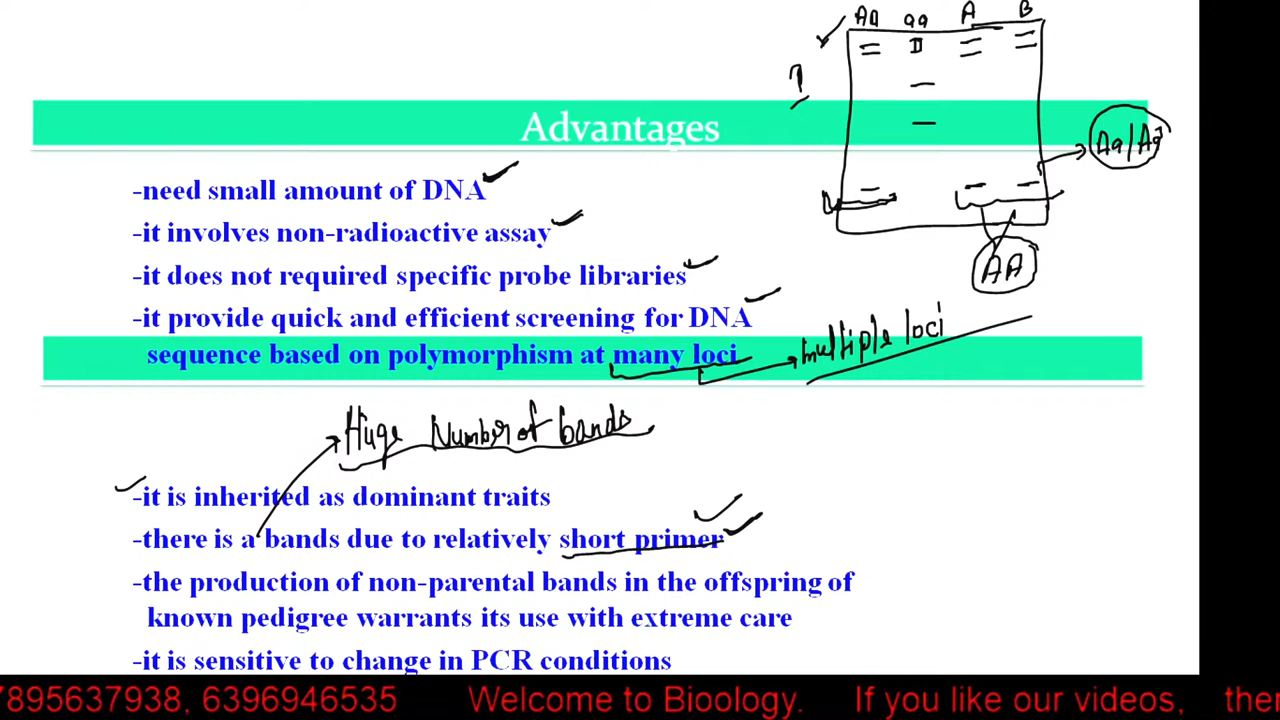 Aa aa A B
?
Advantages
Aa/Aa
-need small amount of DNA
-it involves non-radioactive assay
AA
-it does not required specific probe libraries
-it provide quick and efficient screening for DNA
sequence based on polymorphism at many loci
multiple loci
Huge Number of bands
-it is inherited as dominant traits
-there is a bands due to relatively short primer
-the production of non-parental bands in the offspring of
known pedigree warrants its use with extreme care
-it is sensitive to change in PCR conditions
7895637938, 6396946535 Welcome to Bioology. If you like our videos, ther